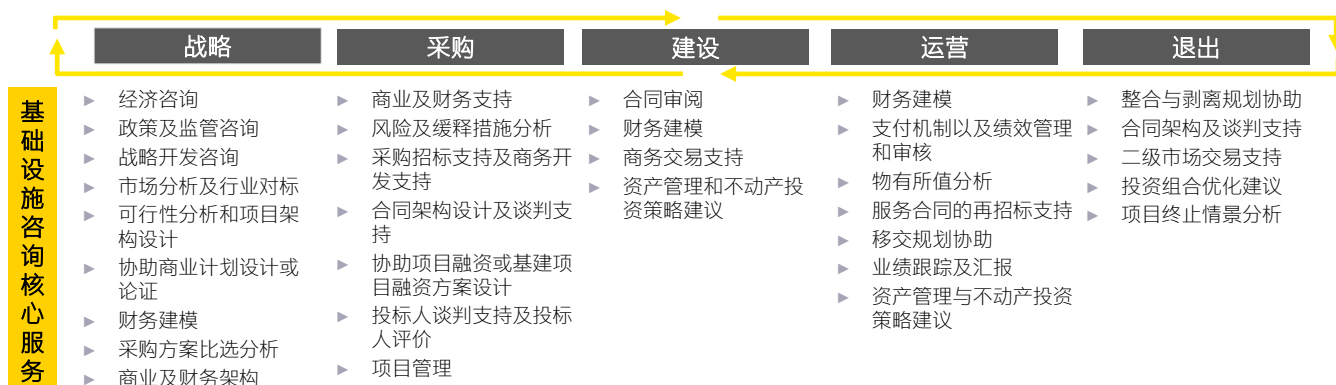 战略
采购
建设
运营
退出
基础设施咨询核心服务
► 经济咨询
► 政策及监管咨询
► 战略开发咨询
► 市场分析及行业对标
► 可行性分析和项目架
构设计
► 协助商业计划设计或
论证
► 财务建模
► 采购方案比选分析
► 商业及财务架构
► 商业及财务支持
► 风险及缓释措施分析
► 采购招标支持及商务开
发支持
► 合同架构设计及谈判支
持
► 协助项目融资或基建项
目融资方案设计
► 投标人谈判支持及投标
人评价
► 项目管理
► 合同审阅
► 财务建模
► 商务交易支持
► 资产管理和不动产投
资策略建议
► 财务建模
► 支付机制以及绩效管理
和审核
► 物有所值分析
► 服务合同的再招标支持
► 移交规划协助
► 业绩跟踪及汇报
► 资产管理与不动产投资
策略建议
► 整合与剥离规划协助
► 合同架构及谈判支持
► 二级市场交易支持
► 投资组合优化建议
► 项目终止情景分析